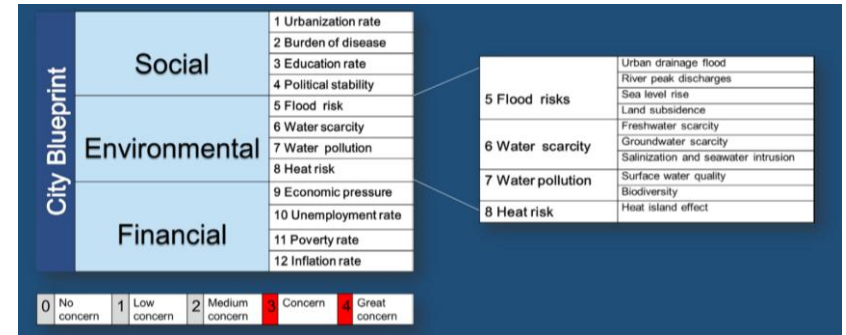 City Blueprint
Social
1 Urbanization rate
2 Burden of disease
3 Education rate
4 Political stability
Environmental
5 Flood risk
6 Water scarcity
7 Water pollution
8 Heat risk
Financial
9 Economic pressure
10 Unemployment rate
11 Poverty rate
12 Inflation rate
5 Flood risks
Urban drainage flood
River peak discharges
Sea level rise
Land subsidence
6 Water scarcity
Freshwater scarcity
Groundwater scarcity
Salinization and seawater intrusion
7 Water pollution
Surface water quality
Biodiversity
8 Heat risk
Heat island effect
0 No
concern
1 Low
concern
2 Medium
concern
3 Concern
4 Great
concern